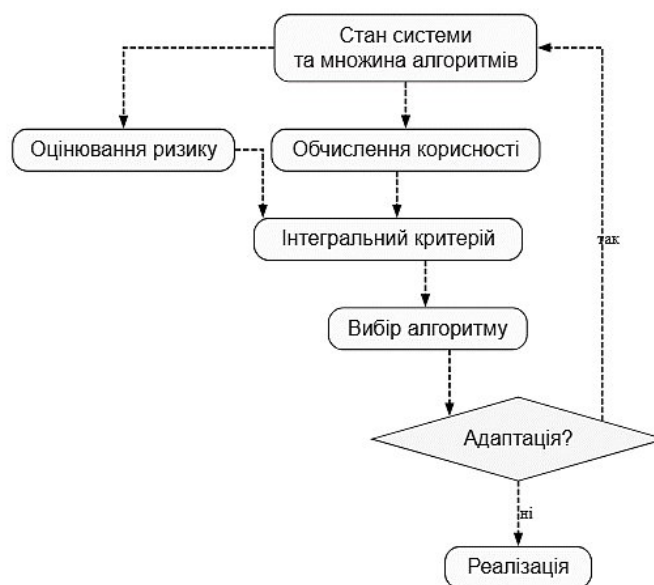 Стан системи
та множина алгоритмів
Оцінювання ризику
Обчислення корисності
Інтегральний критерій
так
Вибір алгоритму
Адаптація?
ні
Реалізація